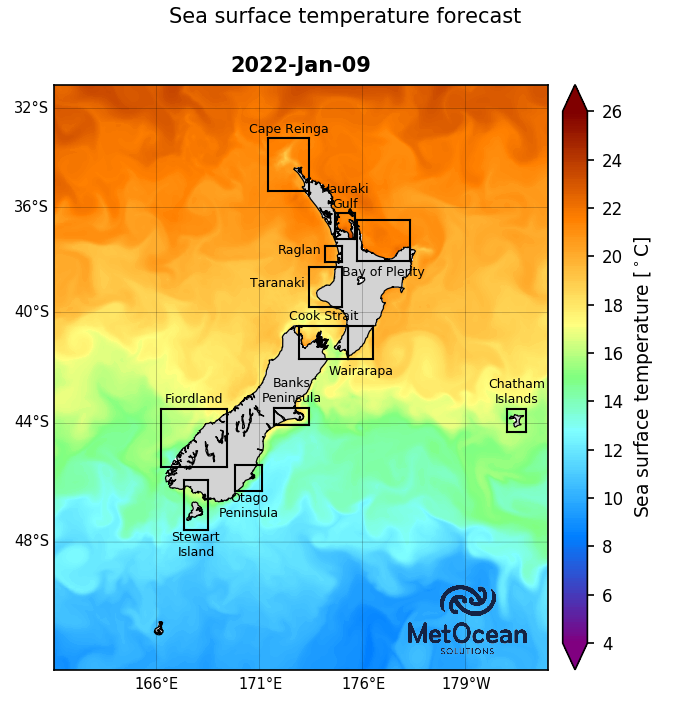 Sea surface temperature forecast
2022-Jan-09
32°S
36°S
40°S
44°S
48°S
Cape Reinga
Hauraki
Gulf
Raglan
Bay of Plenty
Taranaki
Cook Strait
Wairarapa
Banks
Peninsula
Fiordland
Chatham
Islands
Otago
Peninsula
Stewart
Island
MetOcean
SOLUTIONS
166°E
171°E
176°E
179°W
26
24
22
20
18
16
14
12
10
8
6
4
Sea surface temperature [°C]